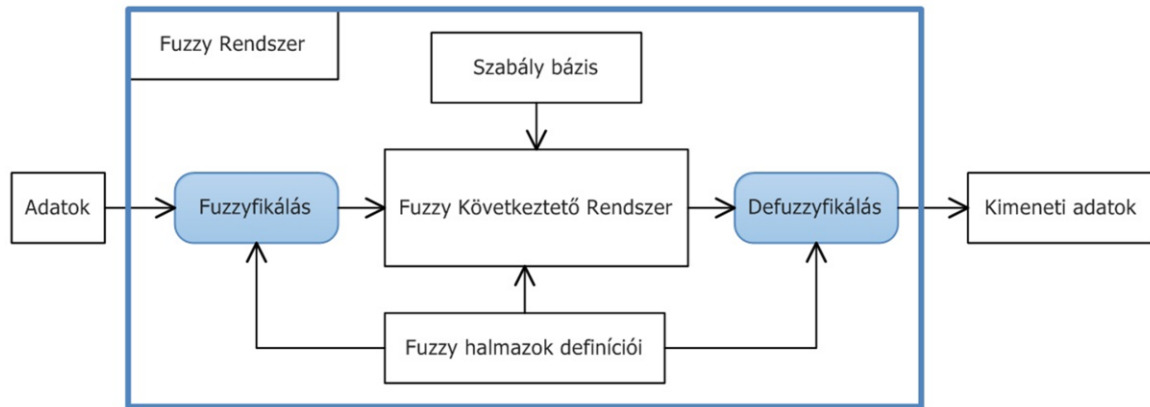 Fuzzy Rendszer
Szabály bázis
Adatok
Fuzzyfikálás
Fuzzy Következtető Rendszer
Defuzzyfikálás
Kimeneti adatok
Fuzzy halmazok definíciói